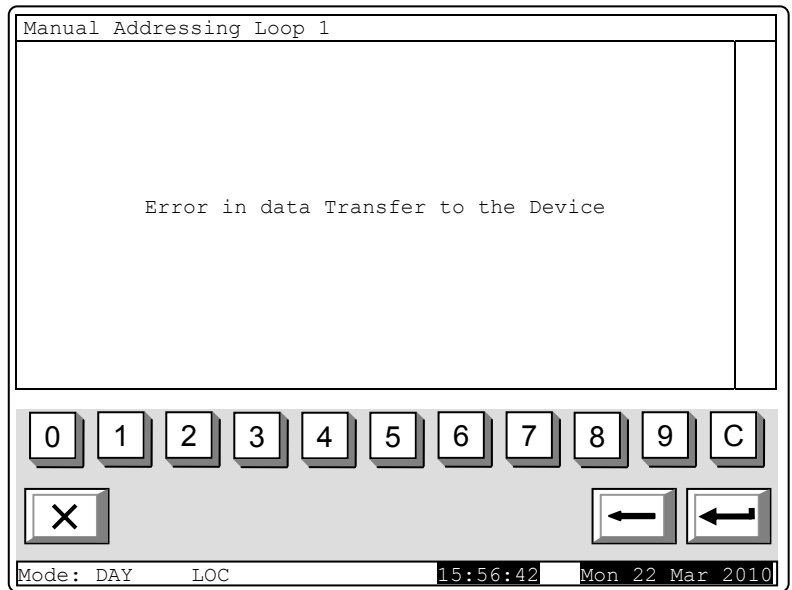 Manual Addressing Loop 1
Error in data Transfer to the Device
0 1 2 3 4 5 6 7 8 9 C
Mode: DAY LOC 15:56:42 Mon 22 Mar 2010